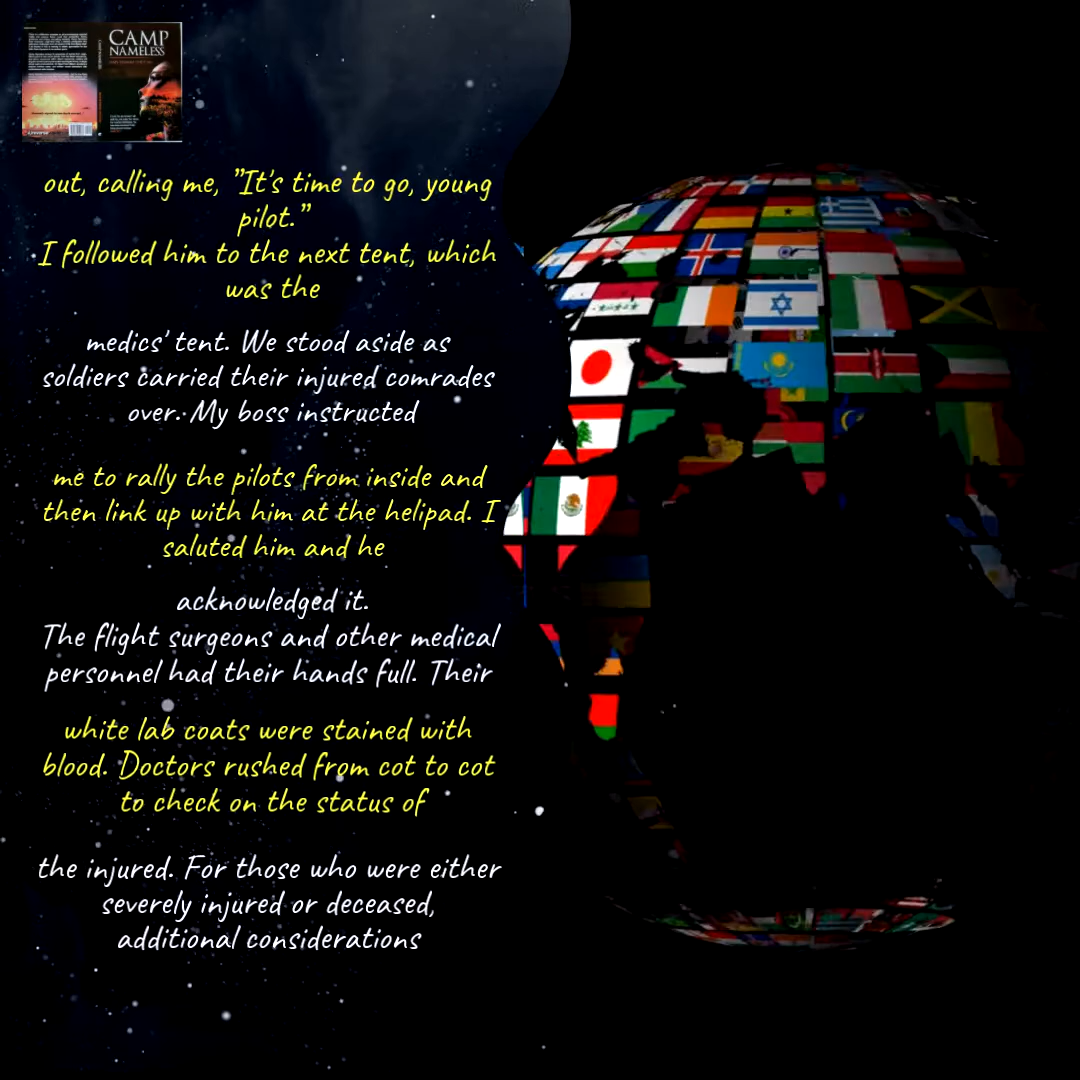 CAMP
NAMELESS
out, calling me, "It's time to go, young
pilot."
I followed him to the next tent, which
was the
medics' tent. We stood aside as
soldiers carried their injured comrades
over. My boss instructed
me to rally the pilots from inside and
then link up with him at the helipad. I
saluted him and he
acknowledged it.
The flight surgeons and other medical
personnel had their hands full. Their
white lab coats were stained with
blood. Doctors rushed from cot to cot
to check on the status of
the injured. For those who were either
severely injured or deceased,
additional considerations